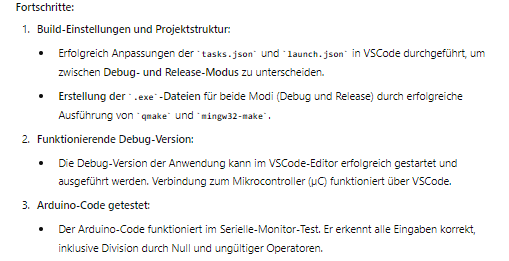 Fortschritte:
1. Build-Einstellungen und Projektstruktur:
• Erfolgreich Anpassungen der `tasks.json` und `launch.json` in VSCode durchgeführt, um
zwischen Debug- und Release-Modus zu unterscheiden.
• Erstellung der `.exe`-Dateien für beide Modi (Debug und Release) durch erfolgreiche
Ausführung von `qmake` und `mingw32-make`.
2. Funktionierende Debug-Version:
• Die Debug-Version der Anwendung kann im VSCode-Editor erfolgreich gestartet und
ausgeführt werden. Verbindung zum Mikrocontroller (µC) funktioniert über VSCode.
3. Arduino-Code getestet:
• Der Arduino-Code funktioniert im Serielle-Monitor-Test. Er erkennt alle Eingaben korrekt,
inklusive Division durch Null und ungültiger Operatoren.